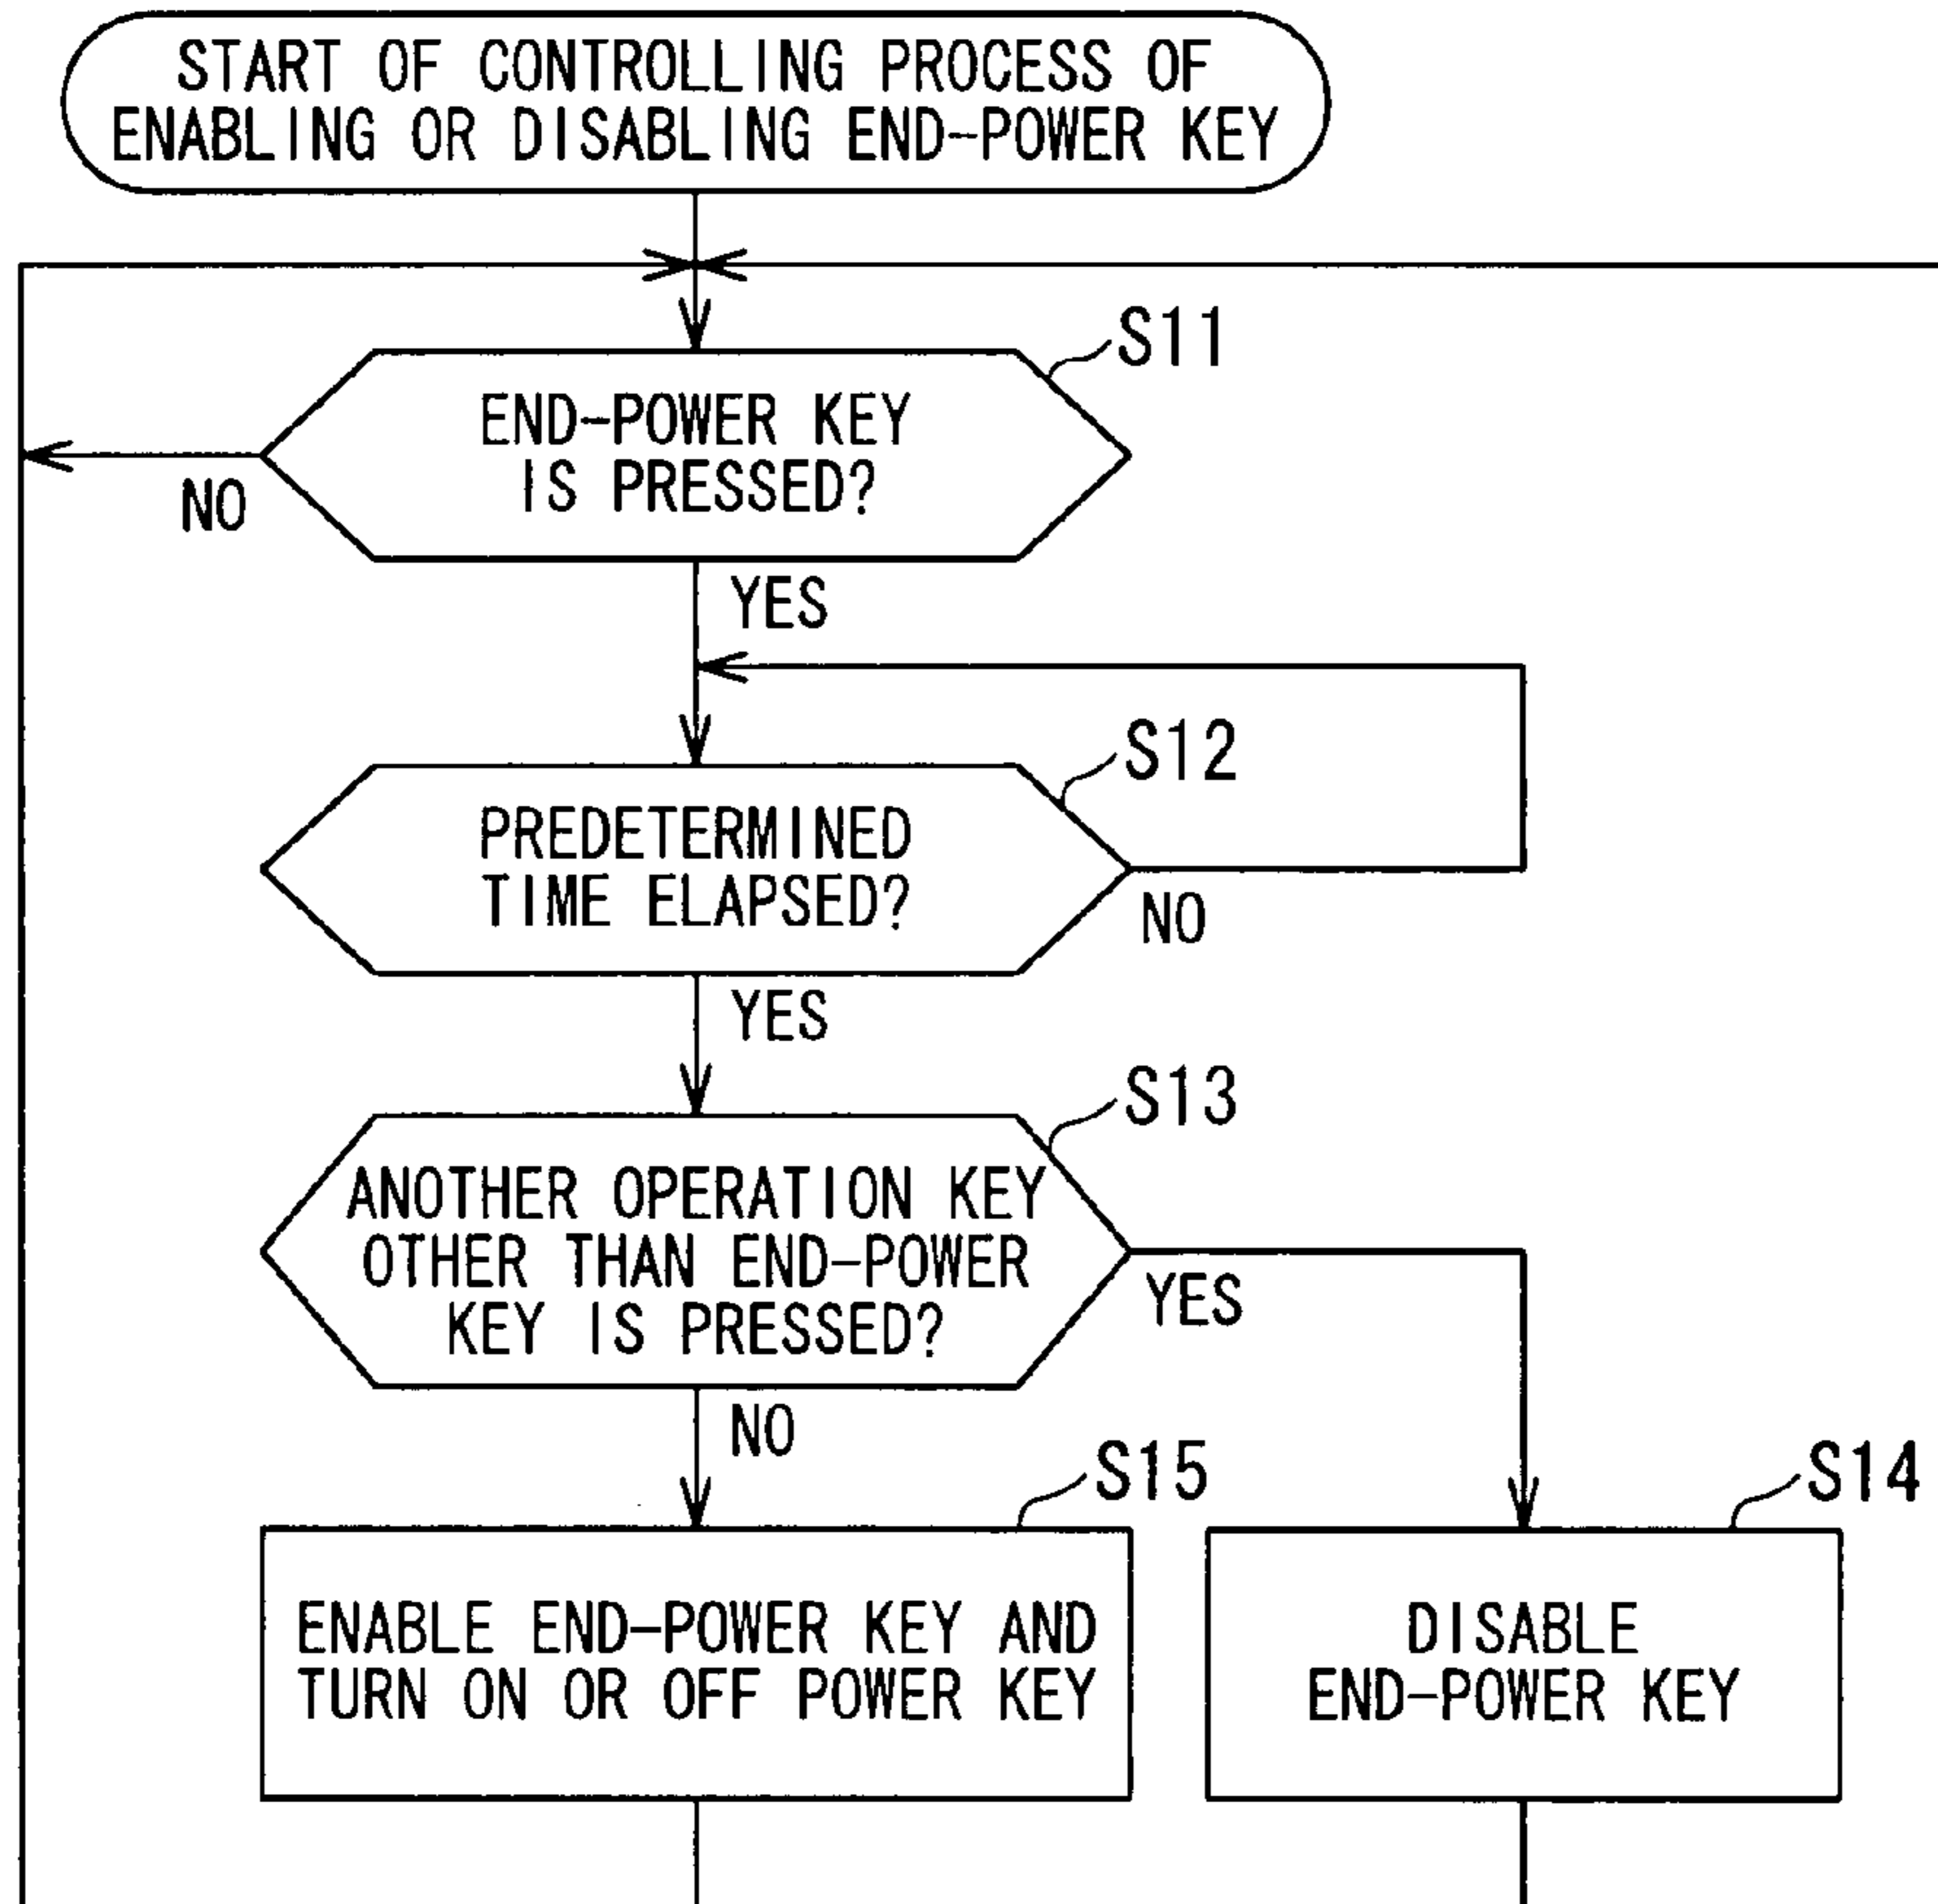 START OF CONTROLLING PROCESS OF
ENABLING OR DISABLING END-POWER KEY
S11
END-POWER KEY
IS PRESSED?
NO
YES
S12
PREDETERMINED
TIME ELAPSED?
NO
YES
S13
ANOTHER OPERATION KEY
OTHER THAN END-POWER
KEY IS PRESSED?
YES
NO
S15
S14
ENABLE END-POWER KEY AND
TURN ON OR OFF POWER KEY
DISABLE
END-POWER KEY